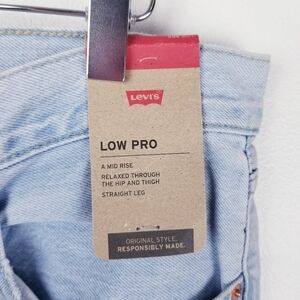 Levi's
LOW PRO
A MID RISE
RELAXED THROUGH
THE HIP AND THIGH
STRAIGHT LEG
ORIGINAL STYLE.
RESPONSIBLY MADE.